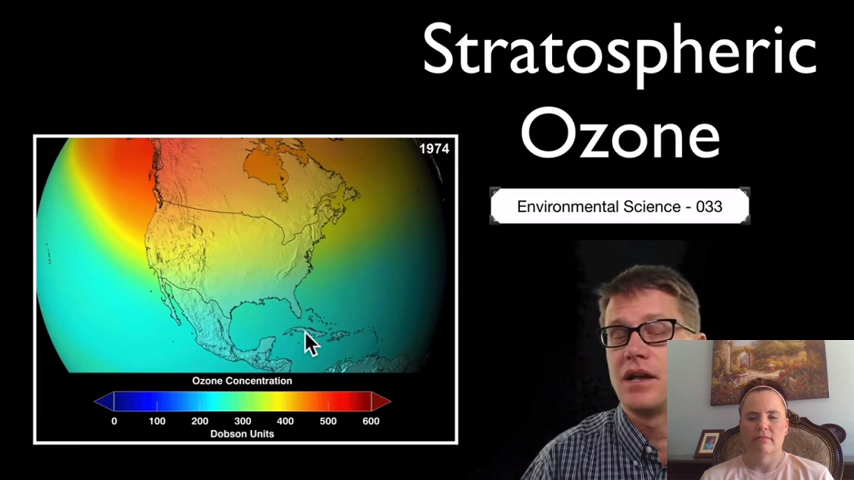 Stratospheric
Ozone
Environmental Science - 033
1974
Ozone Concentration
0 100 200 300 400 500 600
Dobson Units